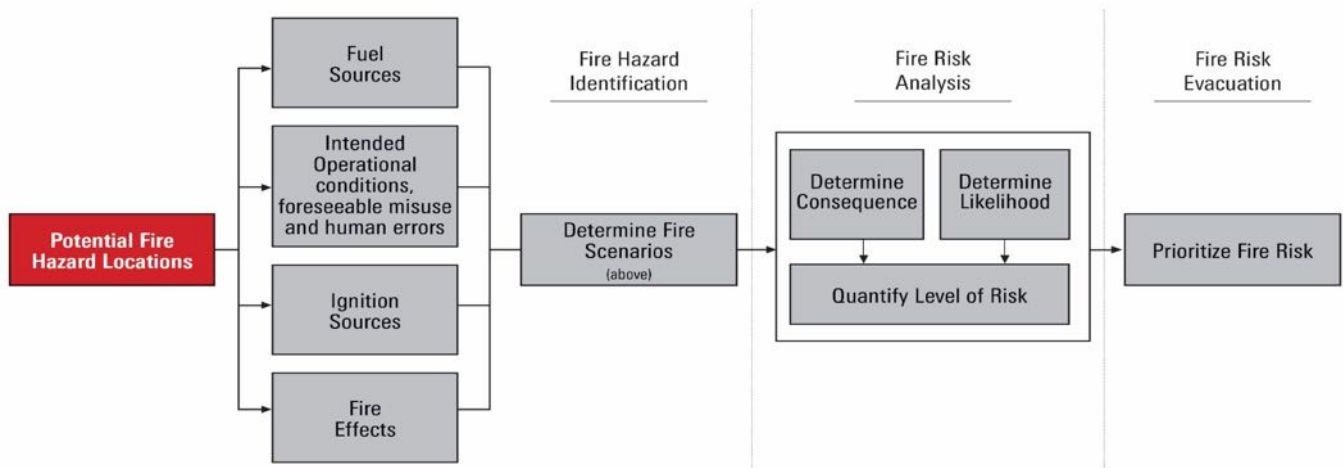 Potential Fire
Hazard Locations
Fuel
Sources
Intended
Operational
conditions,
foreseeable misuse
and human errors
Ignition
Sources
Fire
Effects
Fire Hazard
Identification
Determine Fire
Scenarios
(above)
Fire Risk
Analysis
Determine
Consequence
Determine
Likelihood
Quantify Level of Risk
Fire Risk
Evacuation
Prioritize Fire Risk